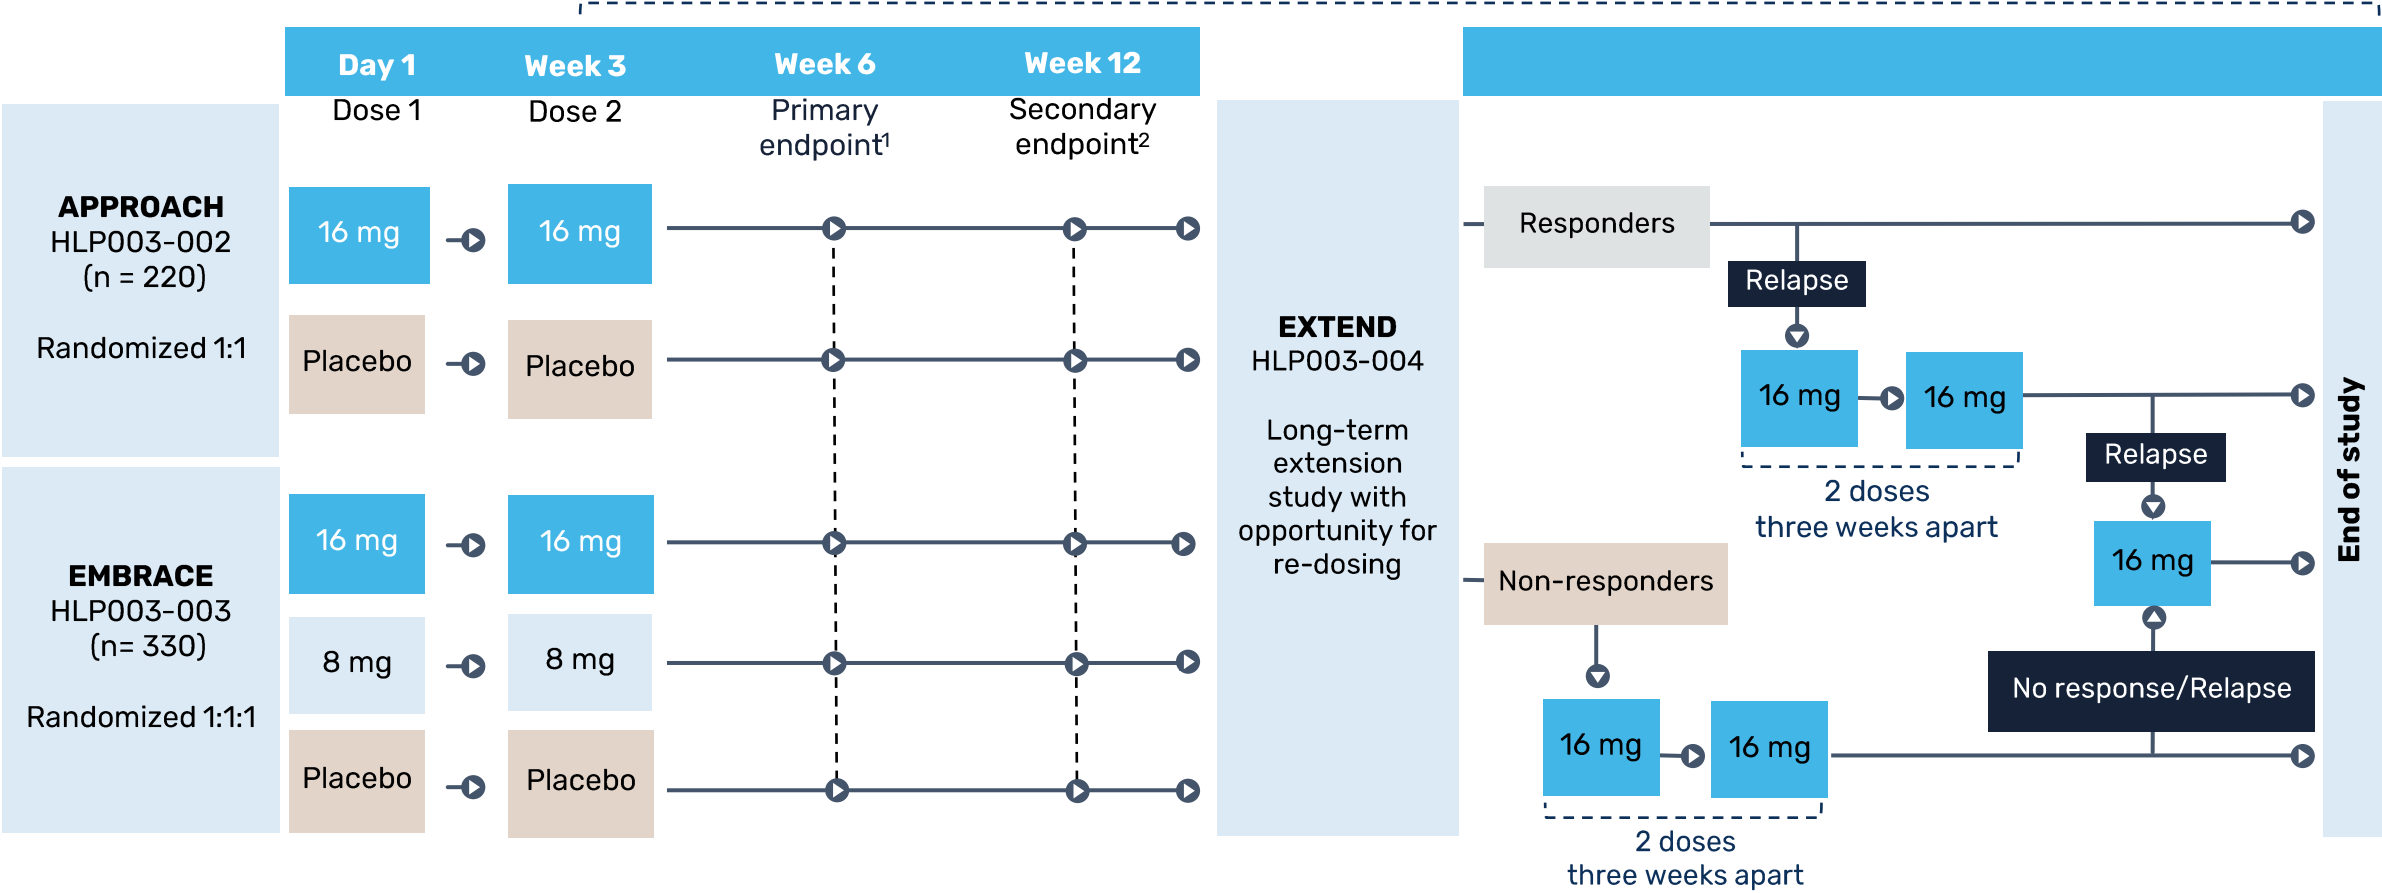 Day 1
Week 3
Week 6
Week 12
Dose 1
Dose 2
Primary
endpoint¹
Secondary
endpoint²
APPROACH
HLP003-002
(n = 220)
Randomized 1:1
16 mg
16 mg
Placebo
Placebo
EMBRACE
HLP003-003
(n= 330)
Randomized 1:1:1
16 mg
16 mg
8 mg
8 mg
Placebo
Placebo
EXTEND
HLP003-004
Long-term
extension
study with
opportunity for
re-dosing
Responders
Relapse
16 mg
16 mg
2 doses
three weeks apart
Relapse
16 mg
Non-responders
No response/Relapse
16 mg
16 mg
2 doses
three weeks apart
End of study